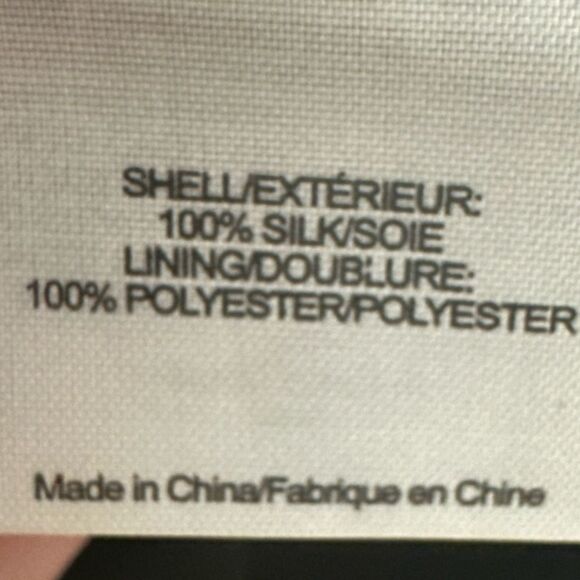 SHELL/EXTÉRIEUR:
100% SILK/SOIE
LINING/DOUBLURE:
100% POLYESTER/POLYESTER
Made in China/Fabrique en Chine